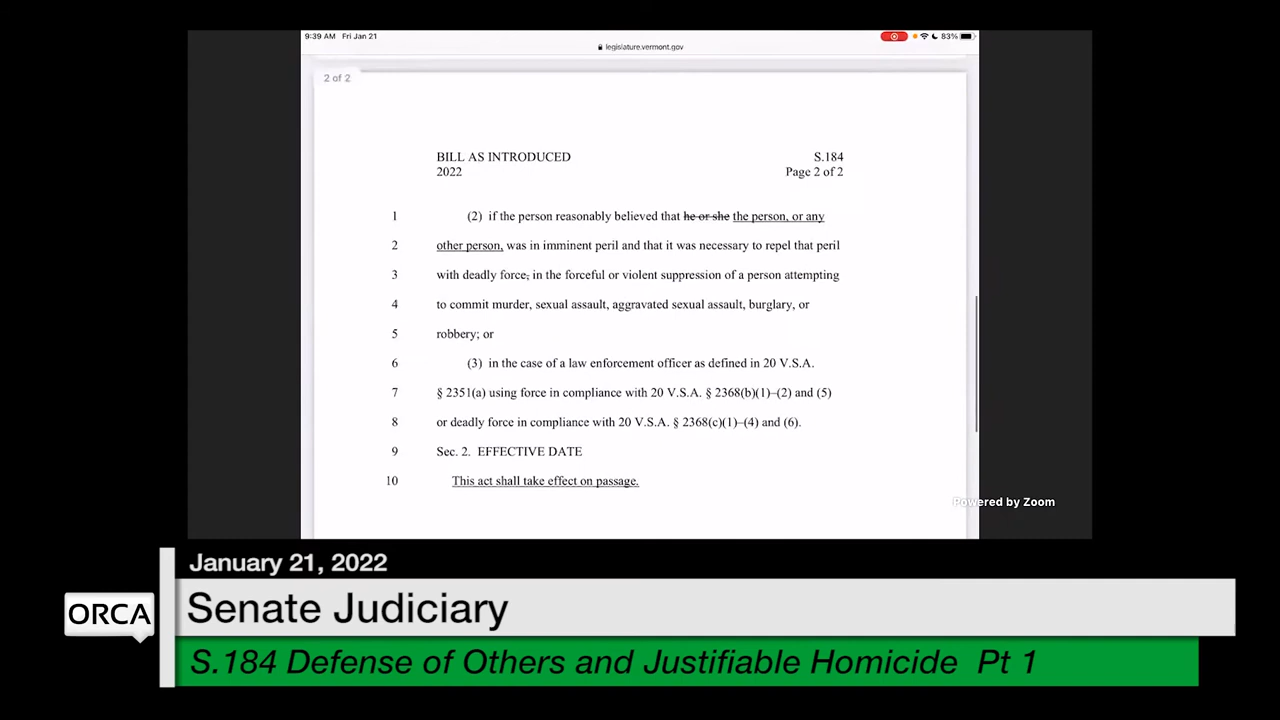 9:39 AM Fri Jan 21
legislature.vermont.gov
83%
2 of 2
BILL AS INTRODUCED S.184
2022 Page 2 of 2
1 (2) if the person reasonably believed that he or she the person, or any
2 other person, was in imminent peril and that it was necessary to repel that peril
3 with deadly force, in the forceful or violent suppression of a person attempting
4 to commit murder, sexual assault, aggravated sexual assault, burglary, or
5 robbery; or
6 (3) in the case of a law enforcement officer as defined in 20 V.S.A.
7 § 2351(a) using force in compliance with 20 V.S.A. § 2368(b)(1)–(2) and (5)
8 or deadly force in compliance with 20 V.S.A. § 2368(c)(1)–(4) and (6).
9 Sec. 2. EFFECTIVE DATE
10 This act shall take effect on passage.
Powered by Zoom
January 21, 2022
ORCA
Senate Judiciary
S.184 Defense of Others and Justifiable Homicide Pt 1